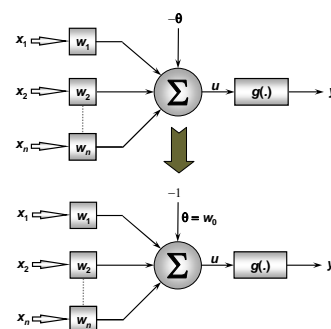 −θ
x1 w1
x2 w2 Σ u g(.) y
xn wn
−1
x1 w1 θ = w0
x2 w2 Σ u g(.) y
xn wn